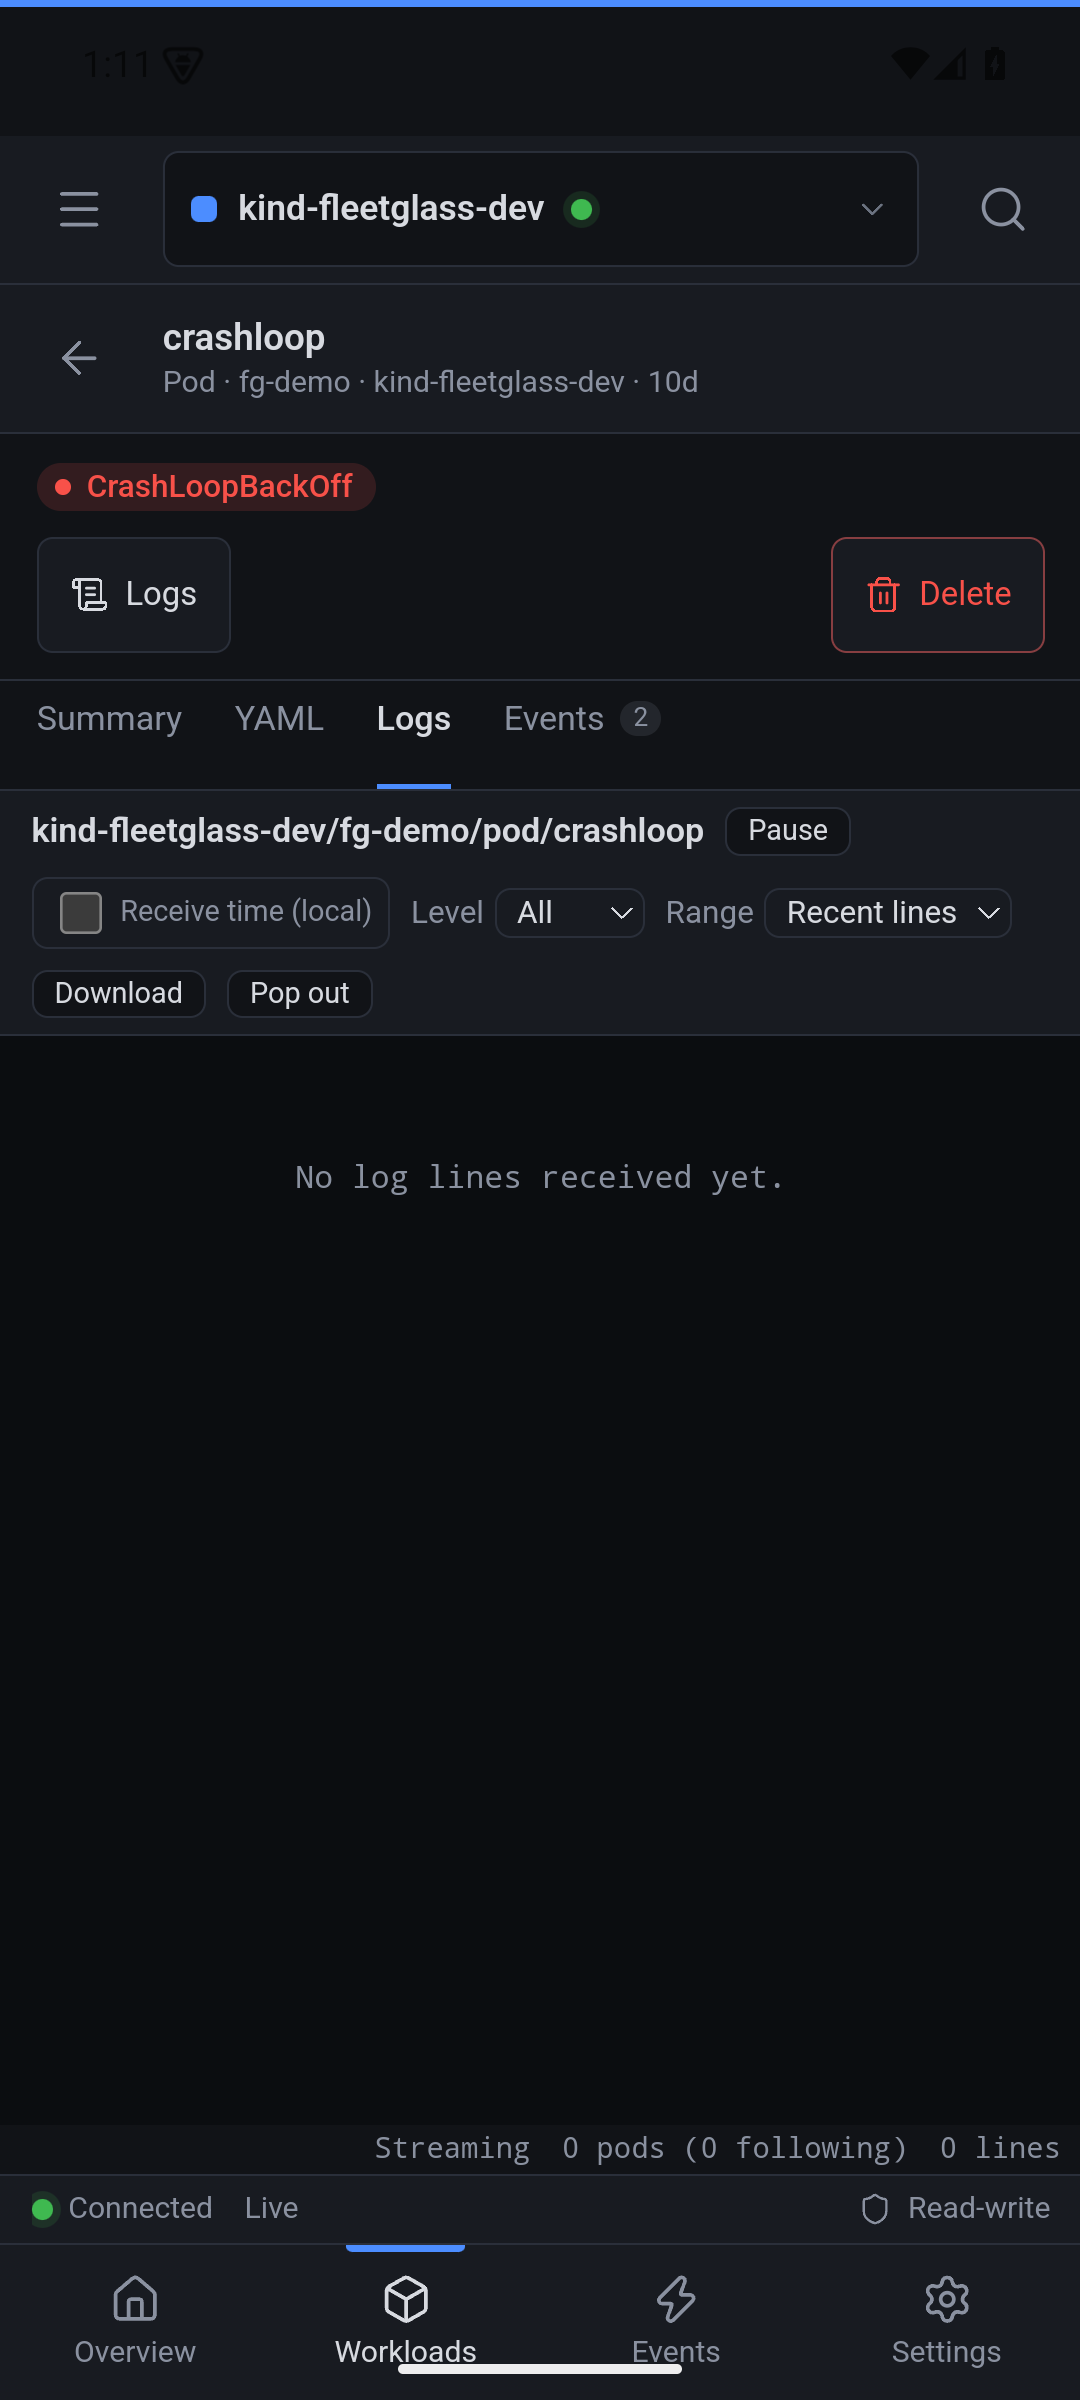 1:11
kind-fleetglass-dev
crashloop
Pod · fg-demo · kind-fleetglass-dev · 10d
CrashLoopBackOff
Logs
Delete
Summary YAML Logs Events 2
kind-fleetglass-dev/fg-demo/pod/crashloop Pause
Receive time (local) Level All Range Recent lines
Download Pop out
No log lines received yet.
Streaming 0 pods (0 following) 0 lines
Connected Live Read-write
Overview Workloads Events Settings